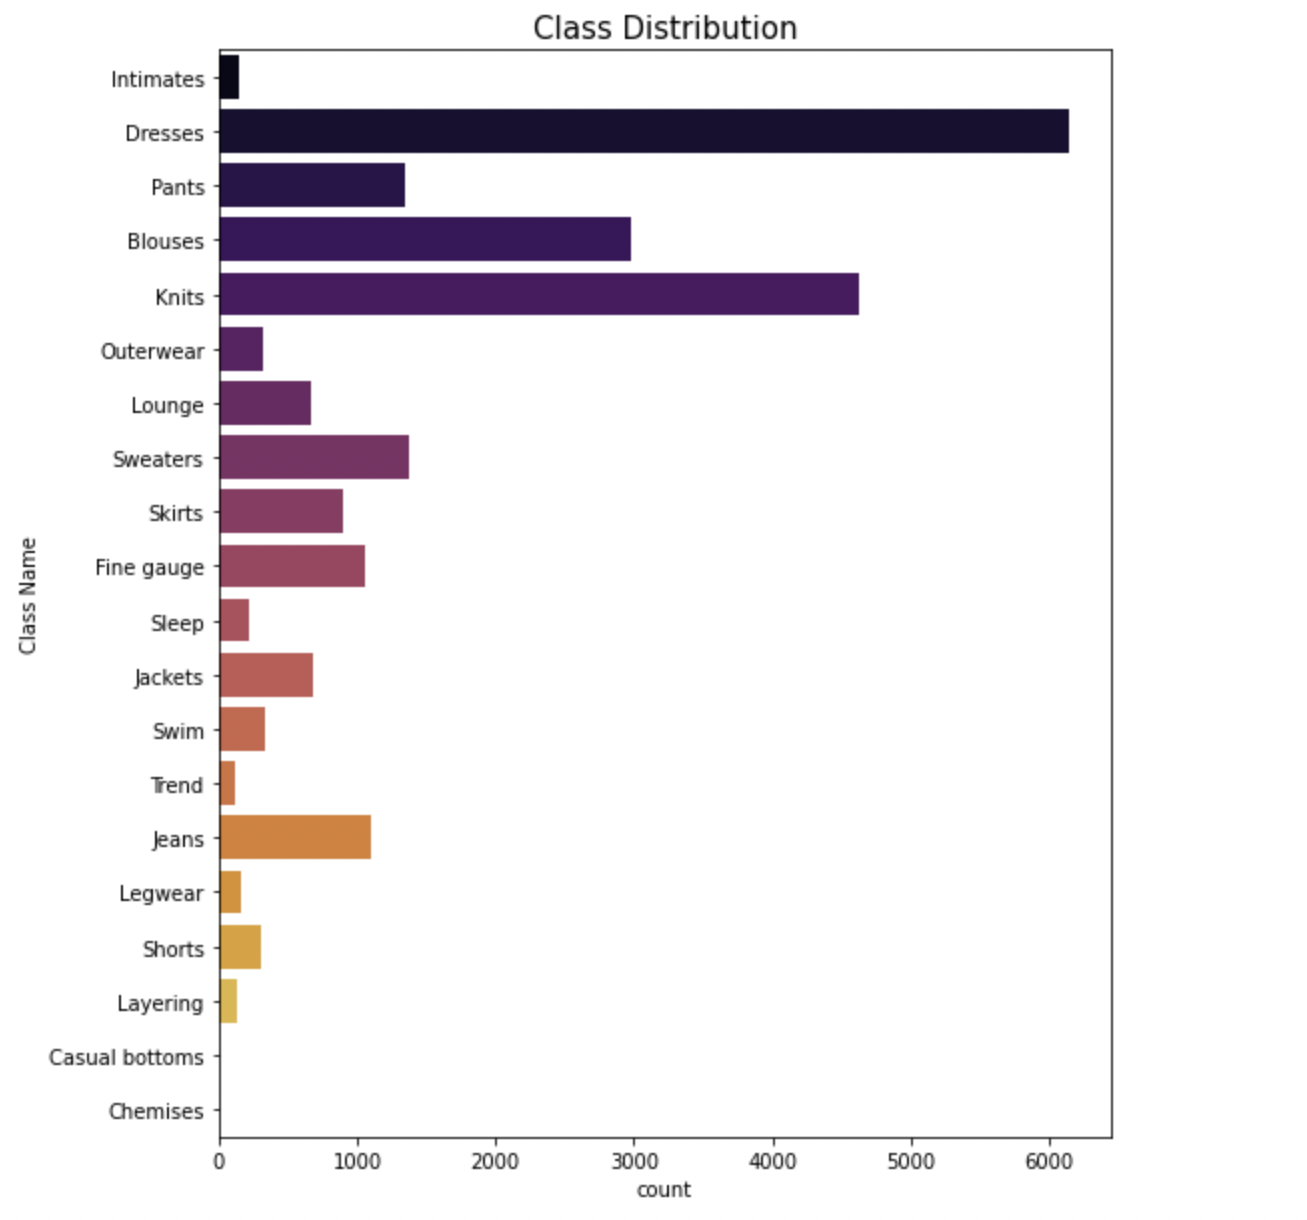 Class Distribution
Intimates
Dresses
Pants
Blouses
Knits
Outerwear
Lounge
Sweaters
Skirts
Fine gauge
Sleep
Jackets
Swim
Trend
Jeans
Legwear
Shorts
Layering
Casual bottoms
Chemises
Class Name
0 1000 2000 3000 4000 5000 6000
count